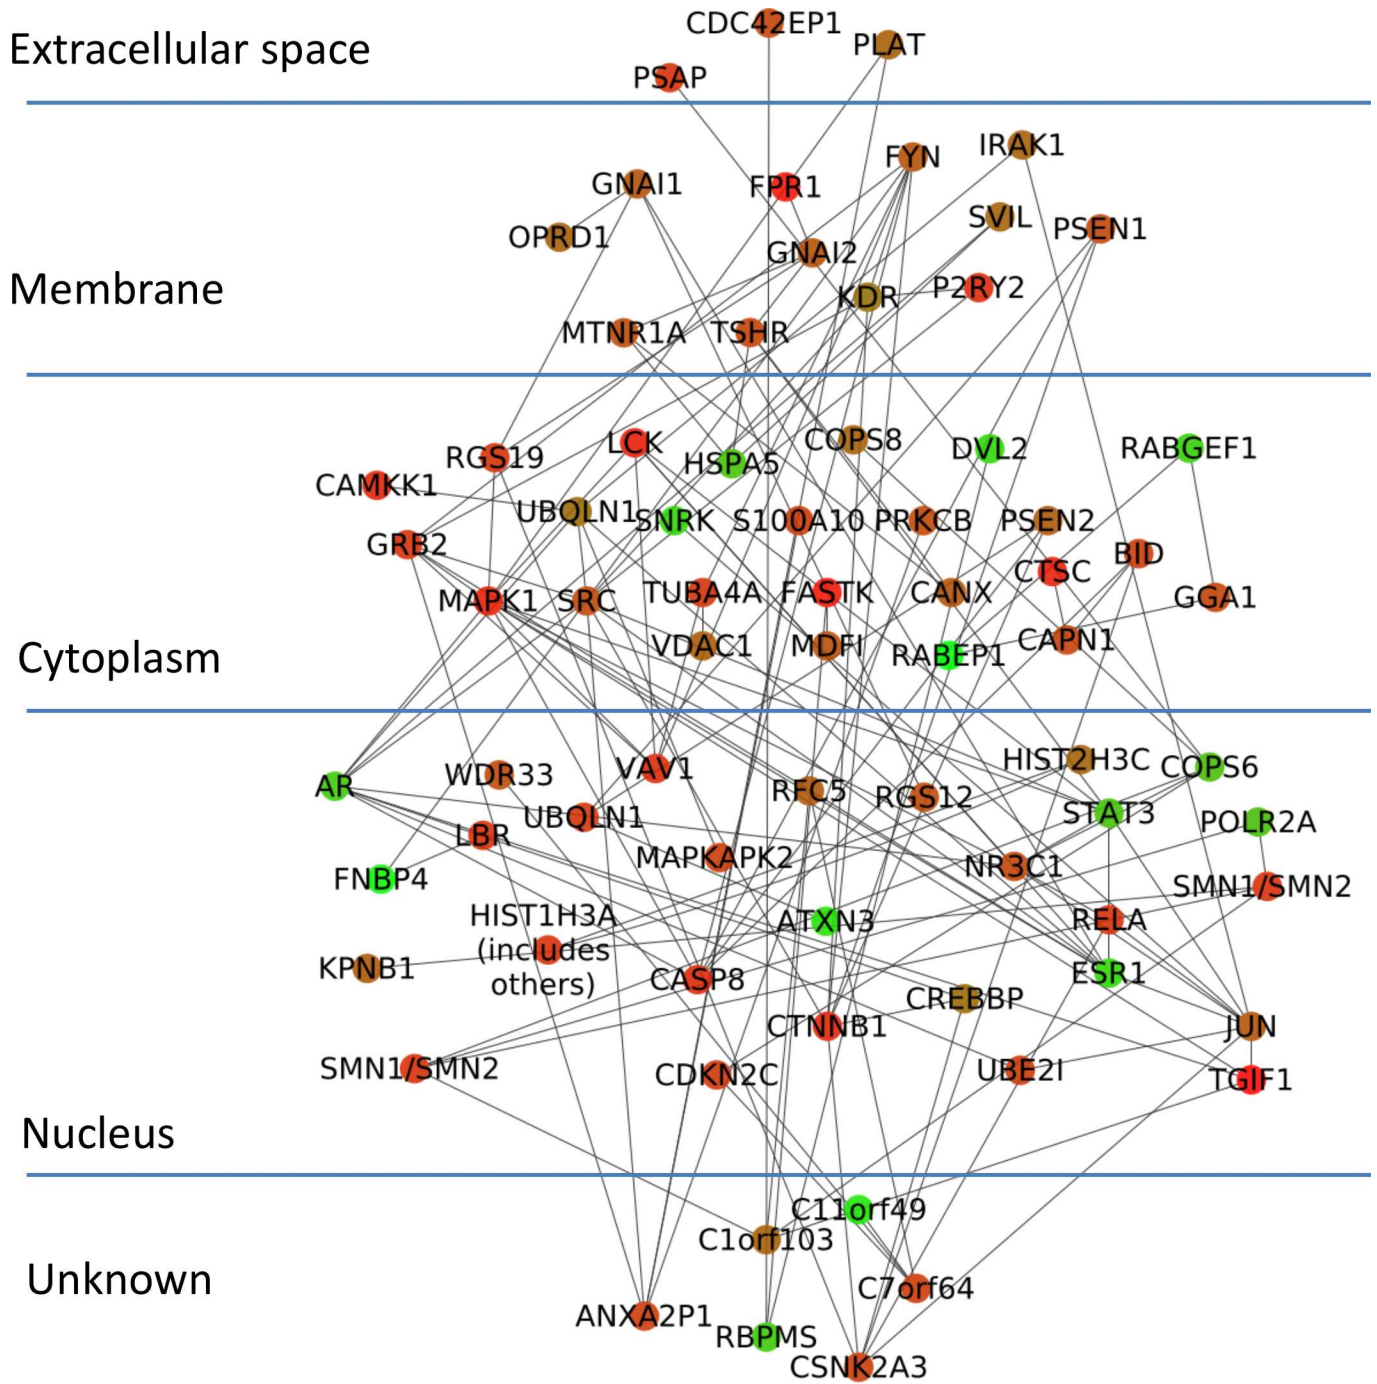 CDC42EP1
PLAT
Extracellular space
PSAP
IRAK1
FYN
GNAI1
FPR1
SVIL
PSEN1
OPRD1
GNAI2
Membrane
P2RY2
KDR
MTNR1A
TSHR
COPS8
LCK
DVL2
RABGEF1
RGS19
HSPA5
CAMKK1
UBQLN1
SNRK
S100A10
PRKCB
PSEN2
GRB2
BID
CTSC
MAPK1
SRC
TUBA4A
FASTK
CANX
GGA1
VDAC1
MDFI
RABEP1
CAPN1
Cytoplasm
HIST2H3C
COPS6
AR
WDR33
VAV1
RFC5
RGS12
STAT3
POLR2A
UBQLN1
LBR
MAPKAPK2
NR3C1
FNBP4
SMN1/SMN2
HIST1H3A
(includes
others)
ATXN3
RELA
KPNB1
CASP8
ESR1
CREBBP
CTNNB1
JUN
SMN1/SMN2
CDKN2C
UBE2I
TGIF1
Nucleus
C11orf49
C1orf103
Unknown
C7orf64
ANXA2P1
RBPMS
CSNK2A3